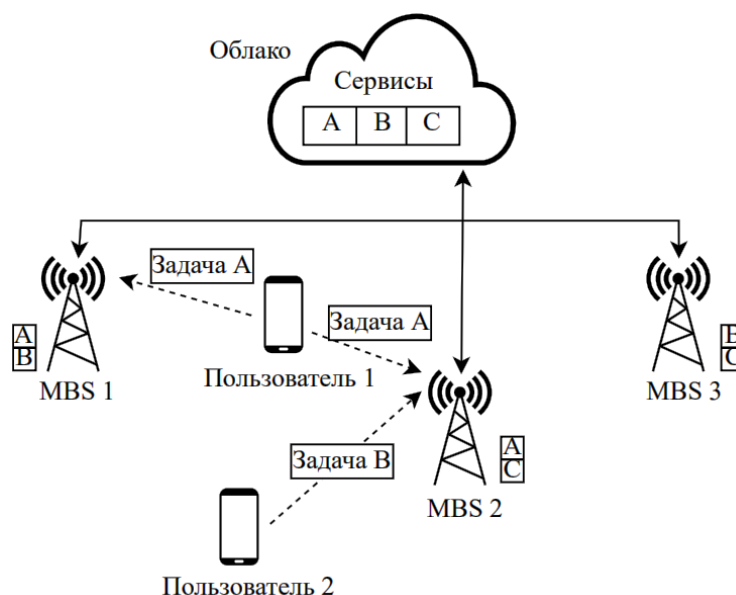 Облако
Сервисы
A B C
Задача A
Задача A
A
B
MBS 1
Пользователь 1
B
C
MBS 3
Задача B
A
C
MBS 2
Пользователь 2